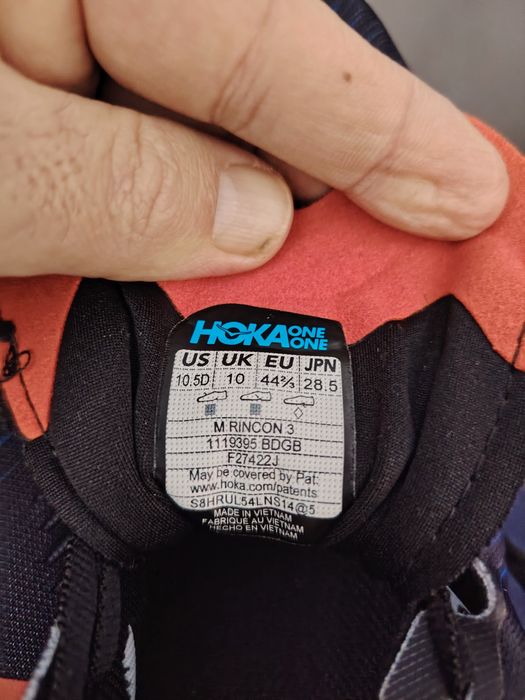 HOKA ONE ONE
US UK EU JPN
10.5D 10 44⅔ 28.5
M RINCON 3
1119395 BDGB
F27422J
May be covered by Pat:
www.hoka.com/patents
S8HRUL54LNS14@5
MADE IN VIETNAM
FABRIQUÉ AU VIETNAM
HECHO EN VIETNAM